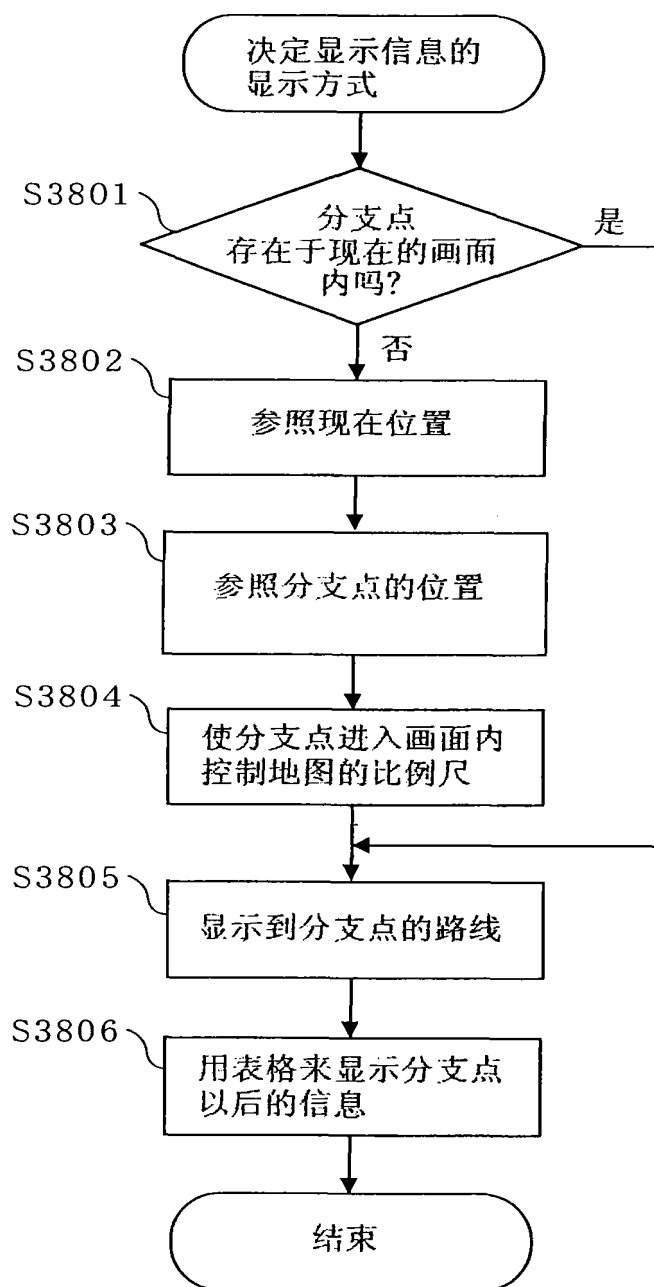 决定显示信息的
显示方式
S3801
分支点
存在于现在的画面
内吗?
是
否
S3802
参照现在位置
S3803
参照分支点的位置
S3804
使分支点进入画面内
控制地图的比例尺
S3805
显示到分支点的路线
S3806
用表格来显示分支点
以后的信息
结束